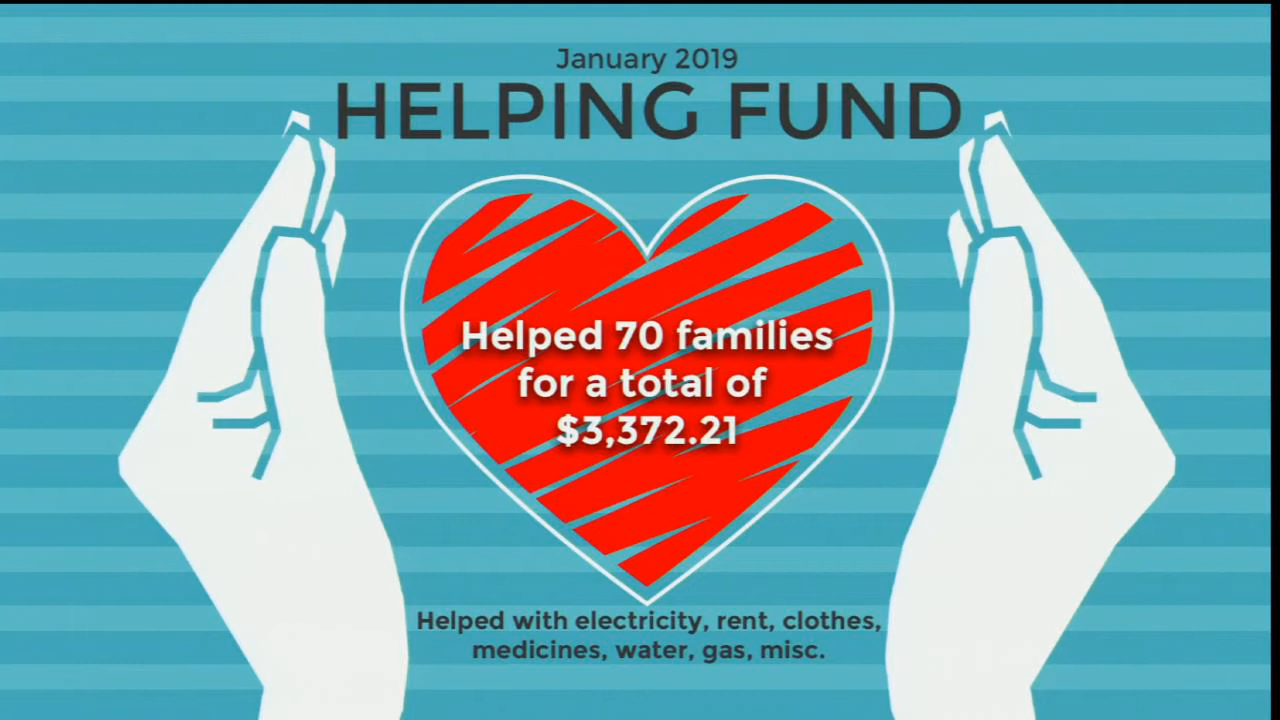 January 2019
HELPING FUND
Helped 70 families
for a total of
$3,372.21
Helped with electricity, rent, clothes,
medicines, water, gas, misc.